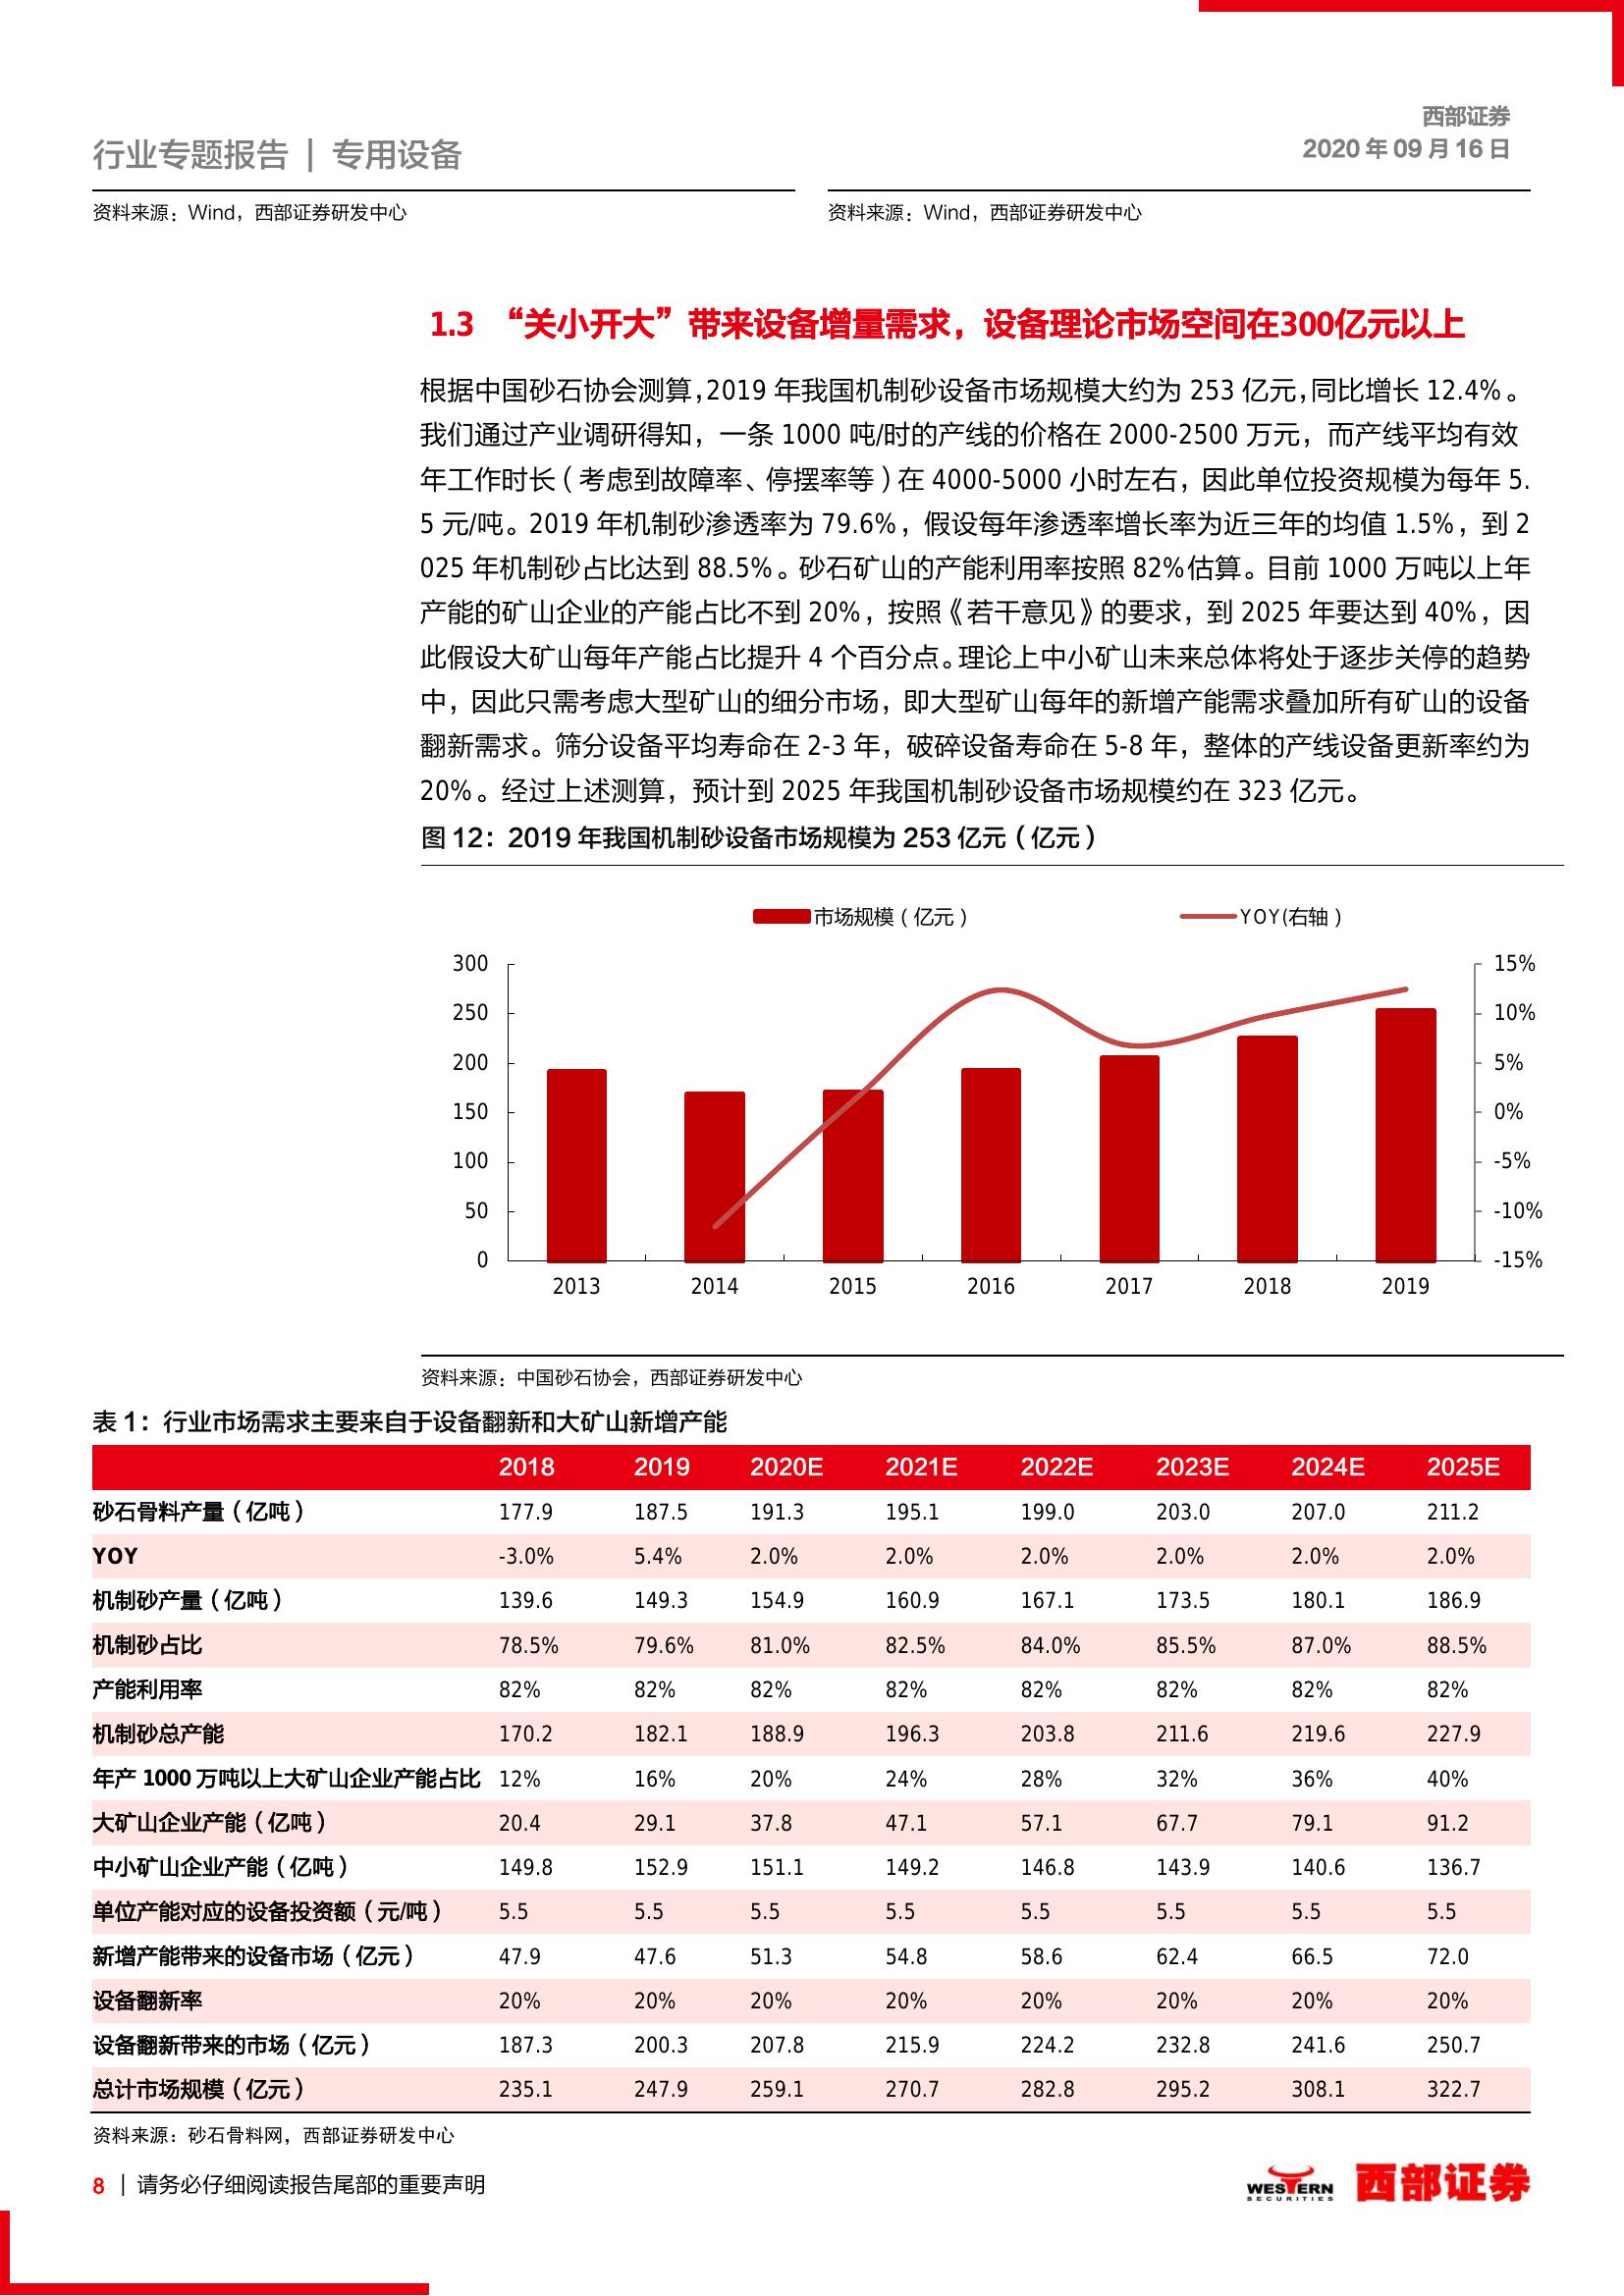 西部证券
行业专题报告 | 专用设备
2020 年 09 月 16 日
资料来源：Wind，西部证券研发中心
资料来源：Wind，西部证券研发中心
1.3 “关小开大”带来设备增量需求，设备理论市场空间在300亿元以上
根据中国砂石协会测算，2019 年我国机制砂设备市场规模大约为 253 亿元，同比增长 12.4%。
我们通过产业调研得知，一条 1000 吨/时的产线的价格在 2000-2500 万元，而产线平均有效
年工作时长（考虑到故障率、停摆率等）在 4000-5000 小时左右，因此单位投资规模为每年 5.
5 元/吨。2019 年机制砂渗透率为 79.6%，假设每年渗透率增长率为近三年的均值 1.5%，到 2
025 年机制砂占比达到 88.5%。砂石矿山的产能利用率按照 82%估算。目前 1000 万吨以上年
产能的矿山企业的产能占比不到 20%，按照《若干意见》的要求，到 2025 年要达到 40%，因
此假设大矿山每年产能占比提升 4 个百分点。理论上中小矿山未来总体将处于逐步关停的趋势
中，因此只需考虑大型矿山的细分市场，即大型矿山每年的新增产能需求叠加所有矿山的设备
翻新需求。筛分设备平均寿命在 2-3 年，破碎设备寿命在 5-8 年，整体的产线设备更新率约为
20%。经过上述测算，预计到 2025 年我国机制砂设备市场规模约在 323 亿元。
图 12：2019 年我国机制砂设备市场规模为 253 亿元（亿元）
市场规模（亿元） YOY(右轴)
300 15%
250 10%
200 5%
150 0%
100 -5%
50 -10%
0 -15%
2013 2014 2015 2016 2017 2018 2019
资料来源：中国砂石协会，西部证券研发中心
表 1：行业市场需求主要来自于设备翻新和大矿山新增产能
2018 2019 2020E 2021E 2022E 2023E 2024E 2025E
砂石骨料产量（亿吨） 177.9 187.5 191.3 195.1 199.0 203.0 207.0 211.2
YOY -3.0% 5.4% 2.0% 2.0% 2.0% 2.0% 2.0% 2.0%
机制砂产量（亿吨） 139.6 149.3 154.9 160.9 167.1 173.5 180.1 186.9
机制砂占比 78.5% 79.6% 81.0% 82.5% 84.0% 85.5% 87.0% 88.5%
产能利用率 82% 82% 82% 82% 82% 82% 82% 82%
机制砂总产能 170.2 182.1 188.9 196.3 203.8 211.6 219.6 227.9
年产 1000 万吨以上大矿山企业产能占比 12% 16% 20% 24% 28% 32% 36% 40%
大矿山企业产能（亿吨） 20.4 29.1 37.8 47.1 57.1 67.7 79.1 91.2
中小矿山企业产能（亿吨） 149.8 152.9 151.1 149.2 146.8 143.9 140.6 136.7
单位产能对应的设备投资额（元/吨） 5.5 5.5 5.5 5.5 5.5 5.5 5.5 5.5
新增产能带来的设备市场（亿元） 47.9 47.6 51.3 54.8 58.6 62.4 66.5 72.0
设备翻新率 20% 20% 20% 20% 20% 20% 20% 20%
设备翻新带来的市场（亿元） 187.3 200.3 207.8 215.9 224.2 232.8 241.6 250.7
总计市场规模（亿元） 235.1 247.9 259.1 270.7 282.8 295.2 308.1 322.7
资料来源：砂石骨料网，西部证券研发中心
8 | 请务必仔细阅读报告尾部的重要声明
WESTERN
SECURITIES
西部证券